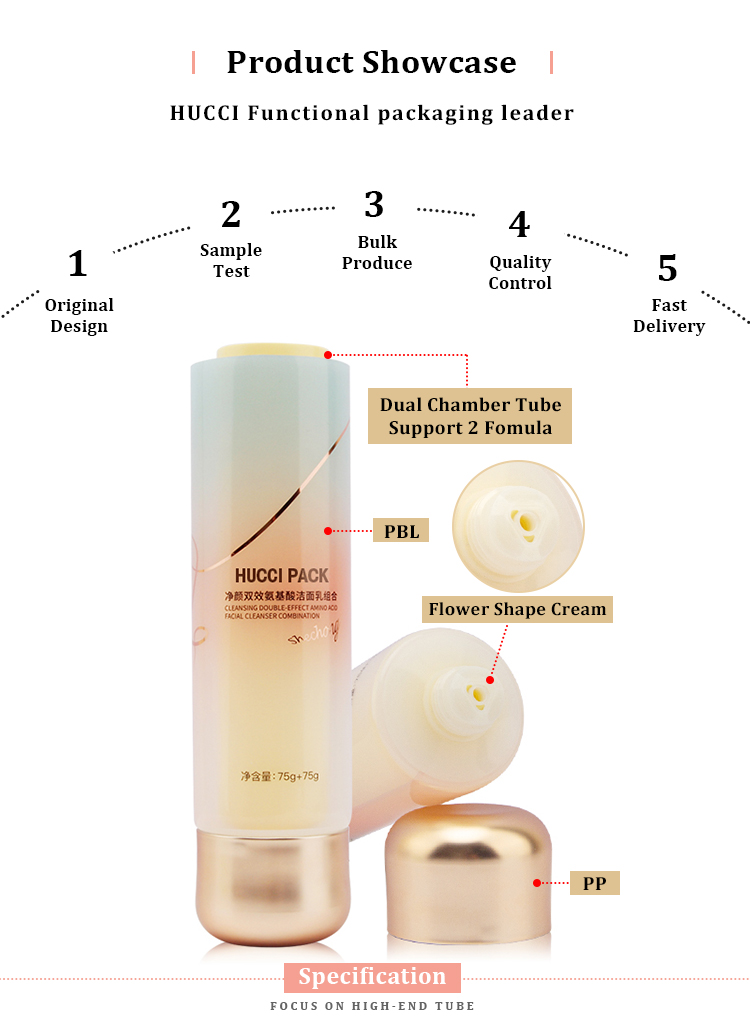 Product Showcase
HUCCI Functional packaging leader
1
Original
Design
2
Sample
Test
3
Bulk
Produce
4
Quality
Control
5
Fast
Delivery
Dual Chamber Tube
Support 2 Fomula
PBL
HUCCI PACK
净颜双效氨基酸洁面乳组合
CLEANSING DOUBLE-EFFECT AMINO ACID
FACIAL CLEANSER COMBINATION
Flower Shape Cream
净含量：75g+75g
PP
Specification
FOCUS ON HIGH-END TUBE